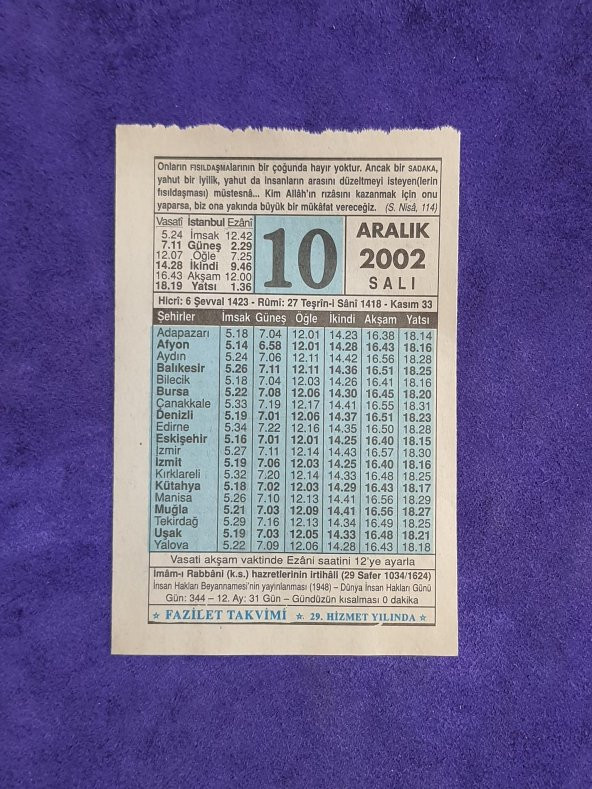 Onların FISILDAŞMAlarının bir çoğunda hayır yoktur. Ancak bir SADAKA,
yahut bir iyilik, yahut da insanların arasını düzeltmeyi isteyen(lerin
fısıldaşması) müstesnâ... Kim Allâh'ın rızâsını kazanmak için onu
yaparsa, biz ona yakında büyük bir mükâfat vereceğiz. (S. Nisâ, 114)
Vasatî İstanbul Ezânî
5.24 İmsak 12.42
7.11 Güneş 2.29
12.07 Öğle 7.25
14.28 İkindi 9.46
16.43 Akşam 12.00
18.19 Yatsı 1.36
10
ARALIK
2002
SALI
Hicrî: 6 Şevval 1423 - Rûmî: 27 Teşrîn-i Sânî 1418 - Kasım 33
Şehirler İmsak Güneş Öğle İkindi Akşam Yatsı
Adapazarı 5.18 7.04 12.01 14.23 16.38 18.14
Afyon 5.14 6.58 12.01 14.28 16.43 18.16
Aydın 5.24 7.06 12.11 14.42 16.56 18.28
Balıkesir 5.26 7.11 12.11 14.36 16.51 18.25
Bilecik 5.18 7.04 12.03 14.26 16.41 18.16
Bursa 5.22 7.08 12.06 14.30 16.45 18.20
Çanakkale 5.33 7.19 12.17 14.41 16.55 18.31
Denizli 5.19 7.01 12.06 14.37 16.51 18.23
Edirne 5.34 7.22 12.16 14.35 16.50 18.28
Eskişehir 5.16 7.01 12.01 14.25 16.40 18.15
İzmir 5.27 7.11 12.14 14.43 16.57 18.30
İzmit 5.19 7.06 12.03 14.25 16.40 18.16
Kırklareli 5.32 7.20 12.14 14.33 16.48 18.25
Kütahya 5.18 7.02 12.03 14.29 16.43 18.17
Manisa 5.26 7.10 12.13 14.41 16.56 18.29
Muğla 5.21 7.03 12.09 14.41 16.56 18.27
Tekirdağ 5.29 7.16 12.13 14.34 16.49 18.25
Uşak 5.19 7.03 12.05 14.33 16.48 18.21
Yalova 5.22 7.09 12.06 14.28 16.43 18.18
Vasati akşam vaktinde Ezâni saatini 12'ye ayarla
İmâm-ı Rabbâni (k.s.) hazretlerinin irtihâli (29 Safer 1034/1624)
İnsan Hakları Beyannamesi'nin yayınlanması (1948) – Dünya İnsan Hakları Günü
Gün: 344 – 12. Ay: 31 Gün – Gündüzün kısalması 0 dakika
FAZİLET TAKVİMİ 29. HİZMET YILINDA